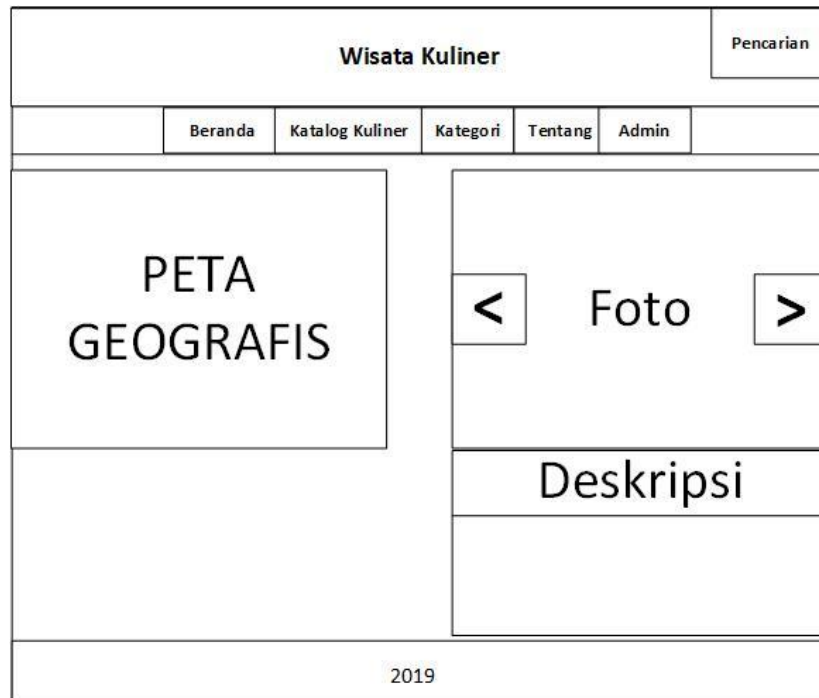 Wisata Kuliner
Pencarian
Beranda
Katalog Kuliner
Kategori
Tentang
Admin
PETA
GEOGRAFIS
<
Foto
>
Deskripsi
2019